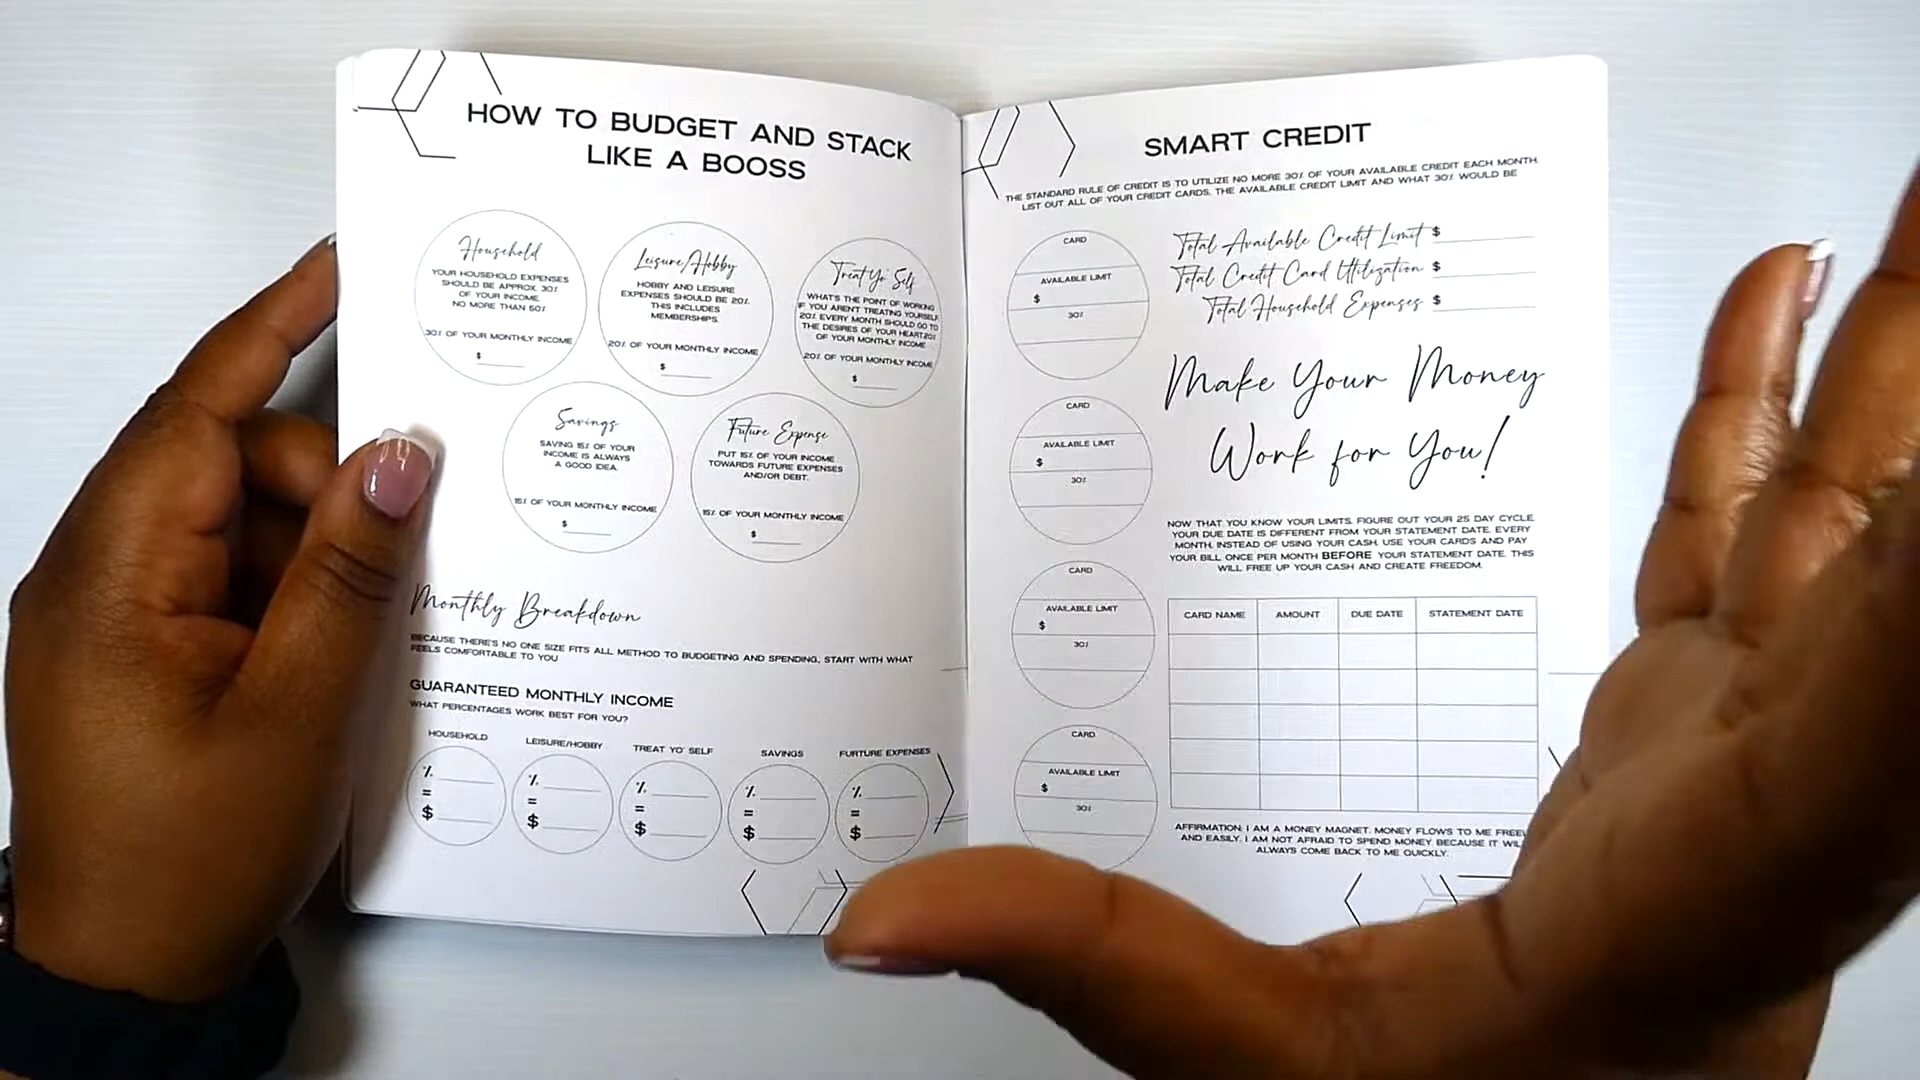 HOW TO BUDGET AND STACK
LIKE A BOOSS
Household
YOUR HOUSEHOLD EXPENSES
SHOULD BE APPROX. 30%
OF YOUR INCOME.
NO MORE THAN 50%
30% OF YOUR MONTHLY INCOME
$
Leisure/Hobby
HOBBY AND LEISURE
EXPENSES SHOULD BE 20%.
THIS INCLUDES
MEMBERSHIPS.
20% OF YOUR MONTHLY INCOME
$
Treat Yo' Self
WHAT'S THE POINT OF WORKING
IF YOU AREN'T TREATING YOURSELF.
20% EVERY MONTH SHOULD GO TO
THE DESIRES OF YOUR HEART.20%
OF YOUR MONTHLY INCOME
20% OF YOUR MONTHLY INCOME
$
Savings
SAVING 15% OF YOUR
INCOME IS ALWAYS
A GOOD IDEA.
15% OF YOUR MONTHLY INCOME
$
Future Expense
PUT 15% OF YOUR INCOME
TOWARDS FUTURE EXPENSES
AND/OR DEBT.
15% OF YOUR MONTHLY INCOME
$
Monthly Breakdown
BECAUSE THERE'S NO ONE SIZE FITS ALL METHOD TO BUDGETING AND SPENDING, START WITH WHAT
FEELS COMFORTABLE TO YOU
GUARANTEED MONTHLY INCOME
WHAT PERCENTAGES WORK BEST FOR YOU?
HOUSEHOLD
%
=
$
LEISURE/HOBBY
%
=
$
TREAT YO' SELF
%
=
$
SAVINGS
%
=
$
FURTURE EXPENSES
%
=
$
SMART CREDIT
THE STANDARD RULE OF CREDIT IS TO UTILIZE NO MORE 30% OF YOUR AVAILABLE CREDIT EACH MONTH.
LIST OUT ALL OF YOUR CREDIT CARDS, THE AVAILABLE CREDIT LIMIT AND WHAT 30% WOULD BE
CARD
AVAILABLE LIMIT
$
30%
CARD
AVAILABLE LIMIT
$
30%
CARD
AVAILABLE LIMIT
$
30%
CARD
AVAILABLE LIMIT
$
30%
Total Available Credit Limit $
Total Credit Card Utilization $
Total Household Expenses $
Make Your Money
Work for You!
NOW THAT YOU KNOW YOUR LIMITS, FIGURE OUT YOUR 25 DAY CYCLE.
YOUR DUE DATE IS DIFFERENT FROM YOUR STATEMENT DATE. EVERY
MONTH, INSTEAD OF USING YOUR CASH, USE YOUR CARDS AND PAY
YOUR BILL ONCE PER MONTH BEFORE YOUR STATEMENT DATE. THIS
WILL FREE UP YOUR CASH AND CREATE FREEDOM.
CARD NAME AMOUNT DUE DATE STATEMENT DATE
AFFIRMATION: I AM A MONEY MAGNET. MONEY FLOWS TO ME FREEL
AND EASILY. I AM NOT AFRAID TO SPEND MONEY BECAUSE IT WIL
ALWAYS COME BACK TO ME QUICKLY.